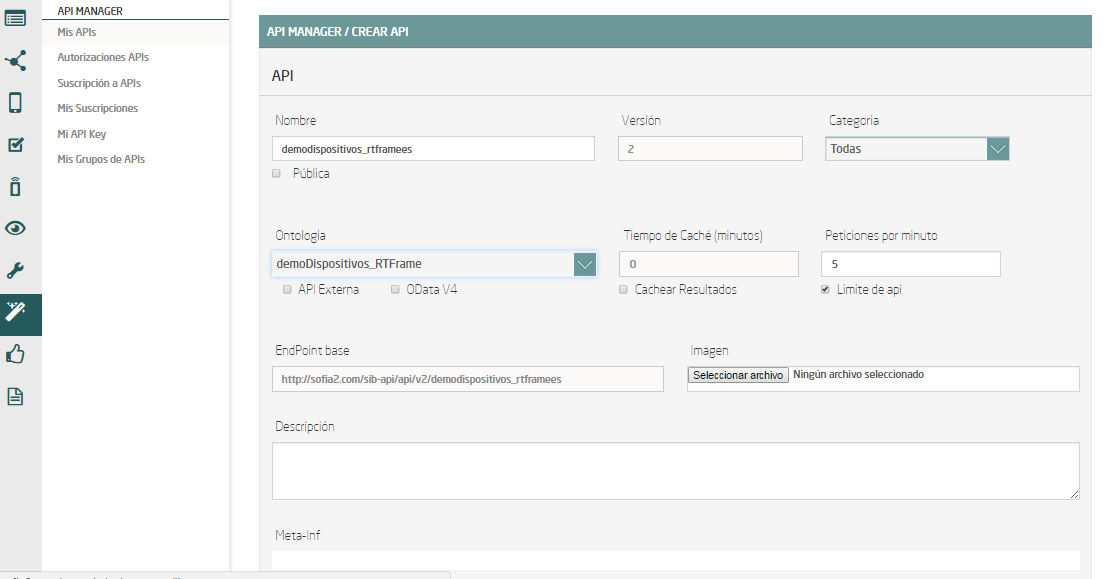 API MANAGER
Mis APIs
Autorizaciones APIs
Suscripción a APIs
Mis Suscripciones
Mi API Key
Mis Grupos de APIs
API MANAGER / CREAR API
API
Nombre
Versión
Categoria
demodispositivos_rtframees
2
Todas
Pública
Ontología
Tiempo de Caché (minutos)
Peticiones por minuto
demoDispositivos_RTFrame
0
5
API Externa
OData V4
Cachear Resultados
Limite de api
EndPoint base
Imagen
http://sofia2.com/sib-api/api/v2/demodispositivos_rtframees
Seleccionar archivo Ningún archivo seleccionado
Descripción
Meta-Inf